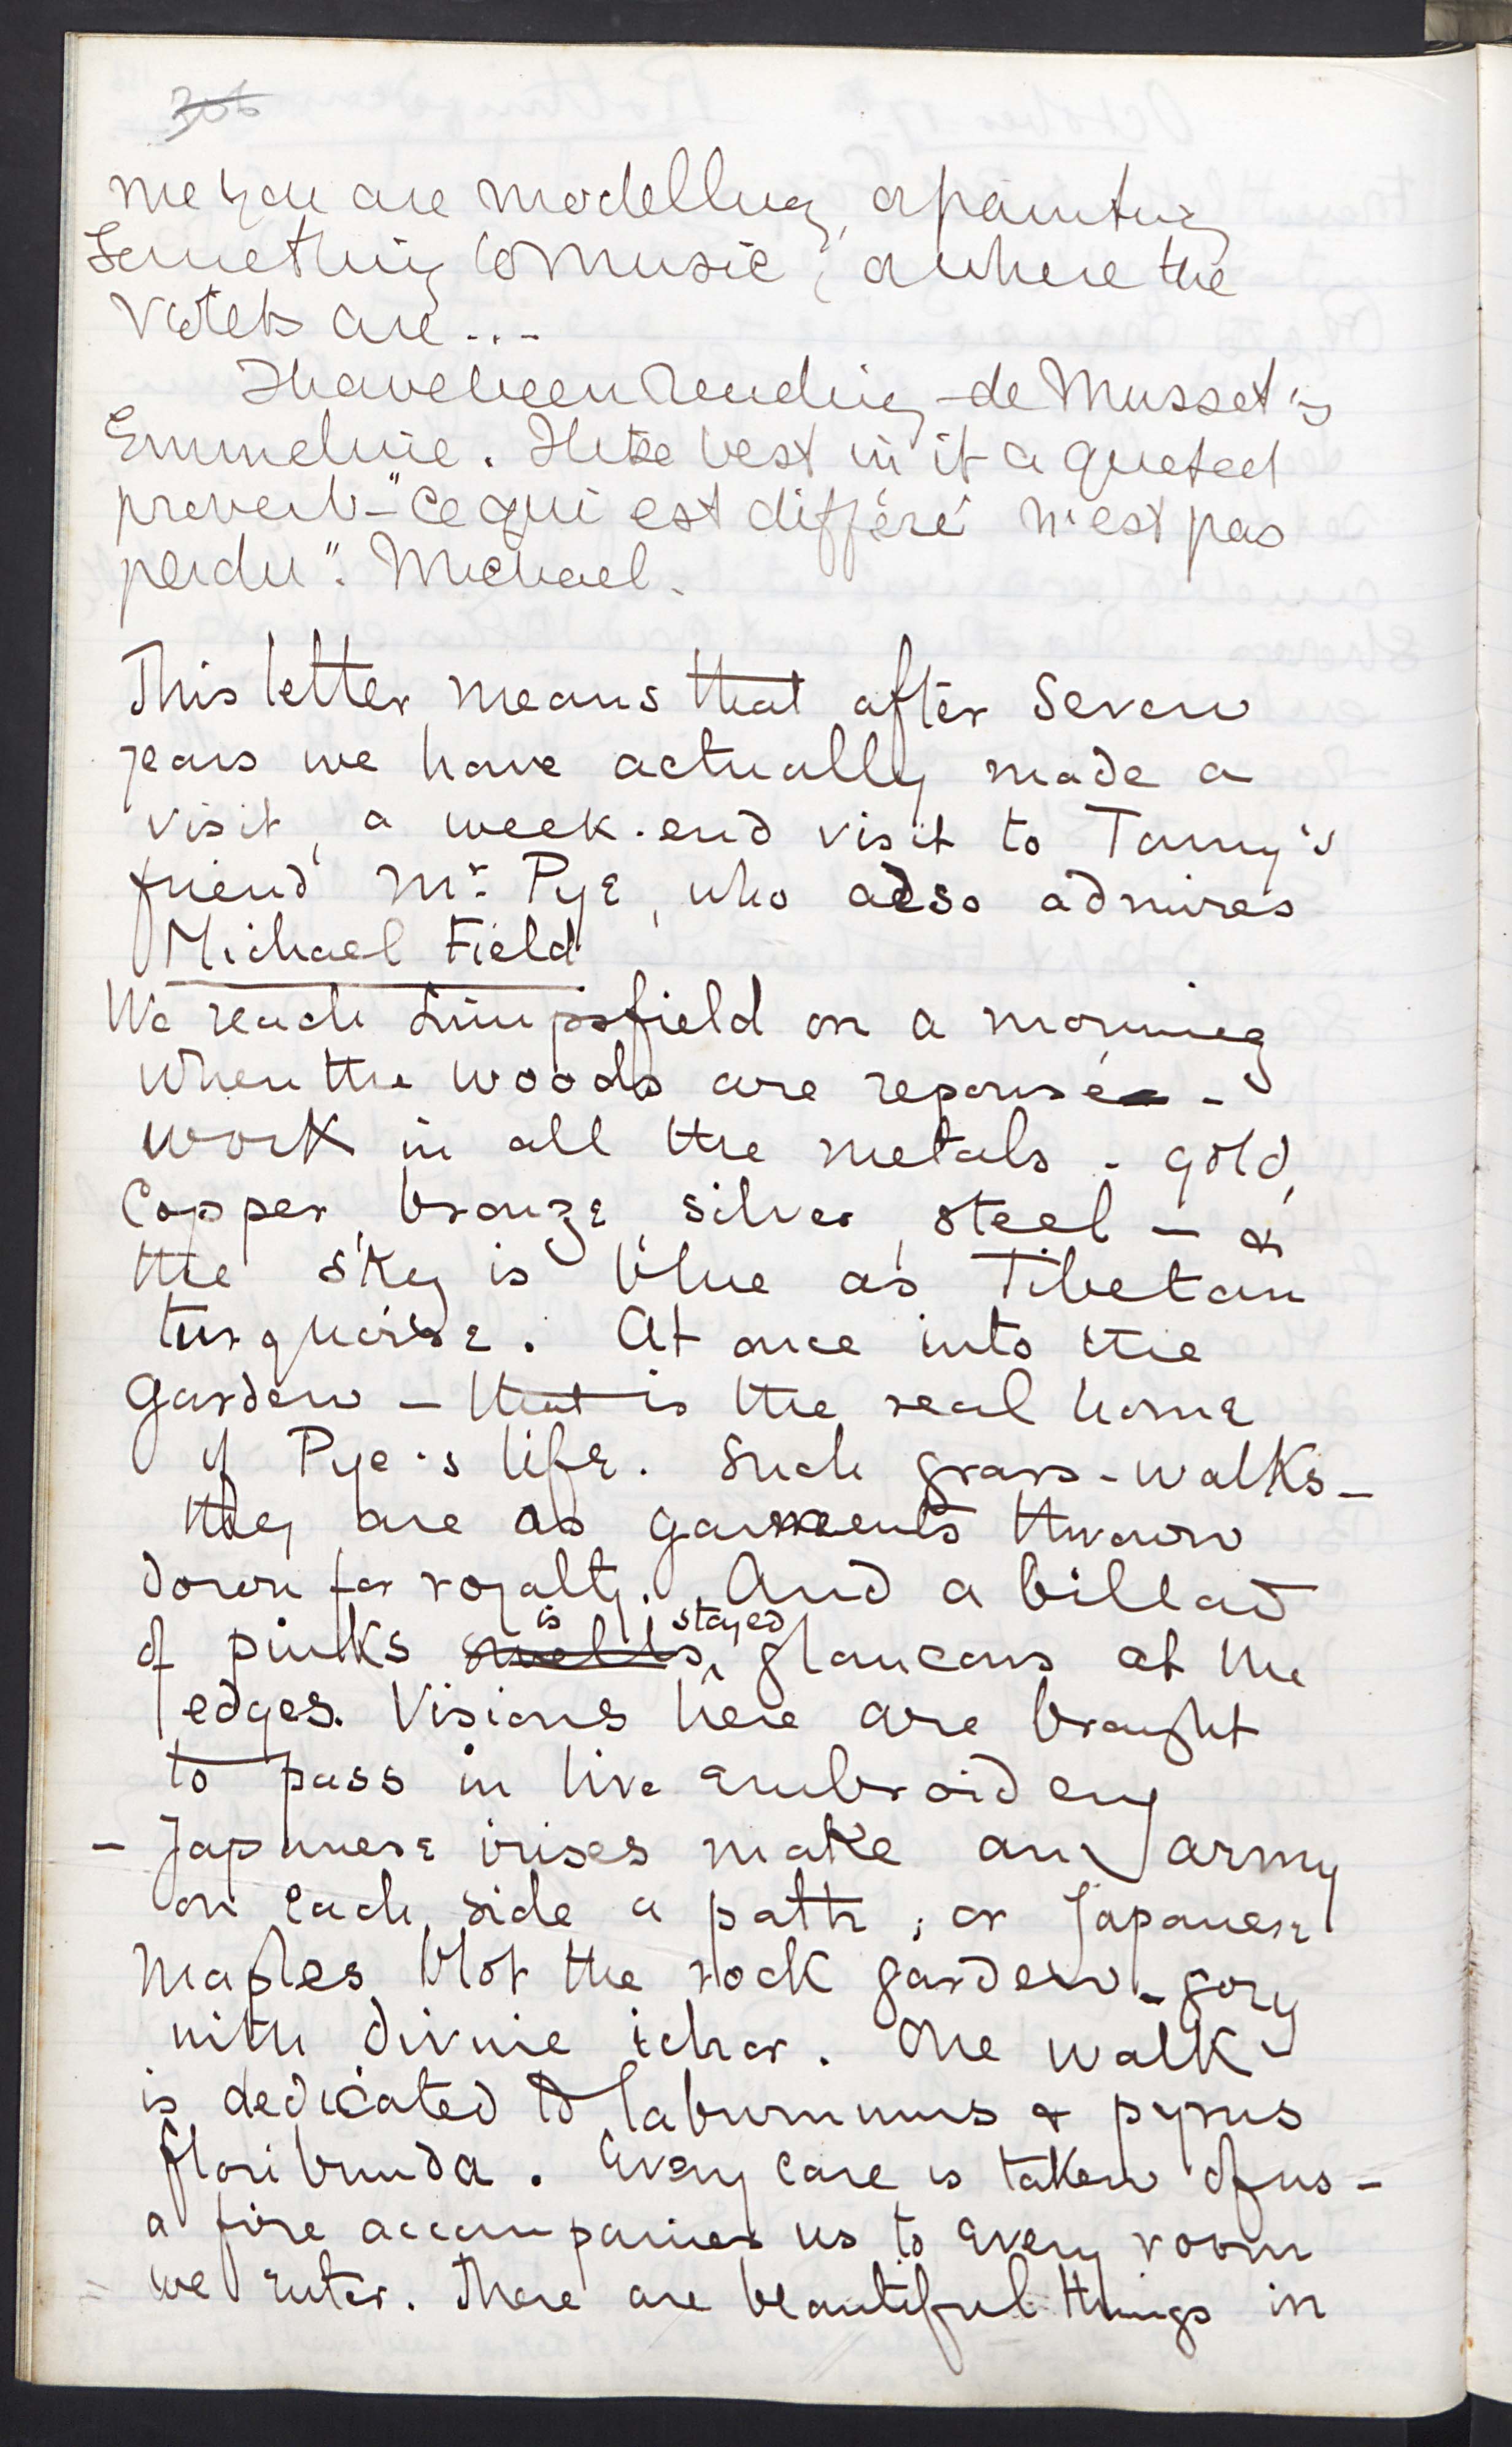 me you are modelling, or painting
something to music; or where the
violets are...
I have been reading de Musset's
Emmeline. I like best in it a quoted
proverb - "Ce qui est différé n'est pas
perdu". Michael.
This letter means that after seven
years we have actually made a
visit, a week-end visit to Tommy's
friend Mr. Pye, who also admires
Michael Field
We reach Limpsfield on a morning
when the woods are repoussé -
work in all the metals - gold,
copper, bronze, silver, steel - &
the sky is blue as Tibetan
turquoise. At once into the
garden - that is the real home
of Pye's life. Such grass-walks -
they are as garments thrown
down for royalty. And a
of pinks is stayed, glaucous at the
edges. Visions here are brought
to pass in live embroidery
- Japanese irises make an army
on each side a path; or Japanese
maples blot the rock garden - gory
with divine ichor. One walk
is dedicated to laburnums & pyrus
floribunda. Every care is taken of us -
a fire accompanies us to every room
we enter. There are beautiful things in